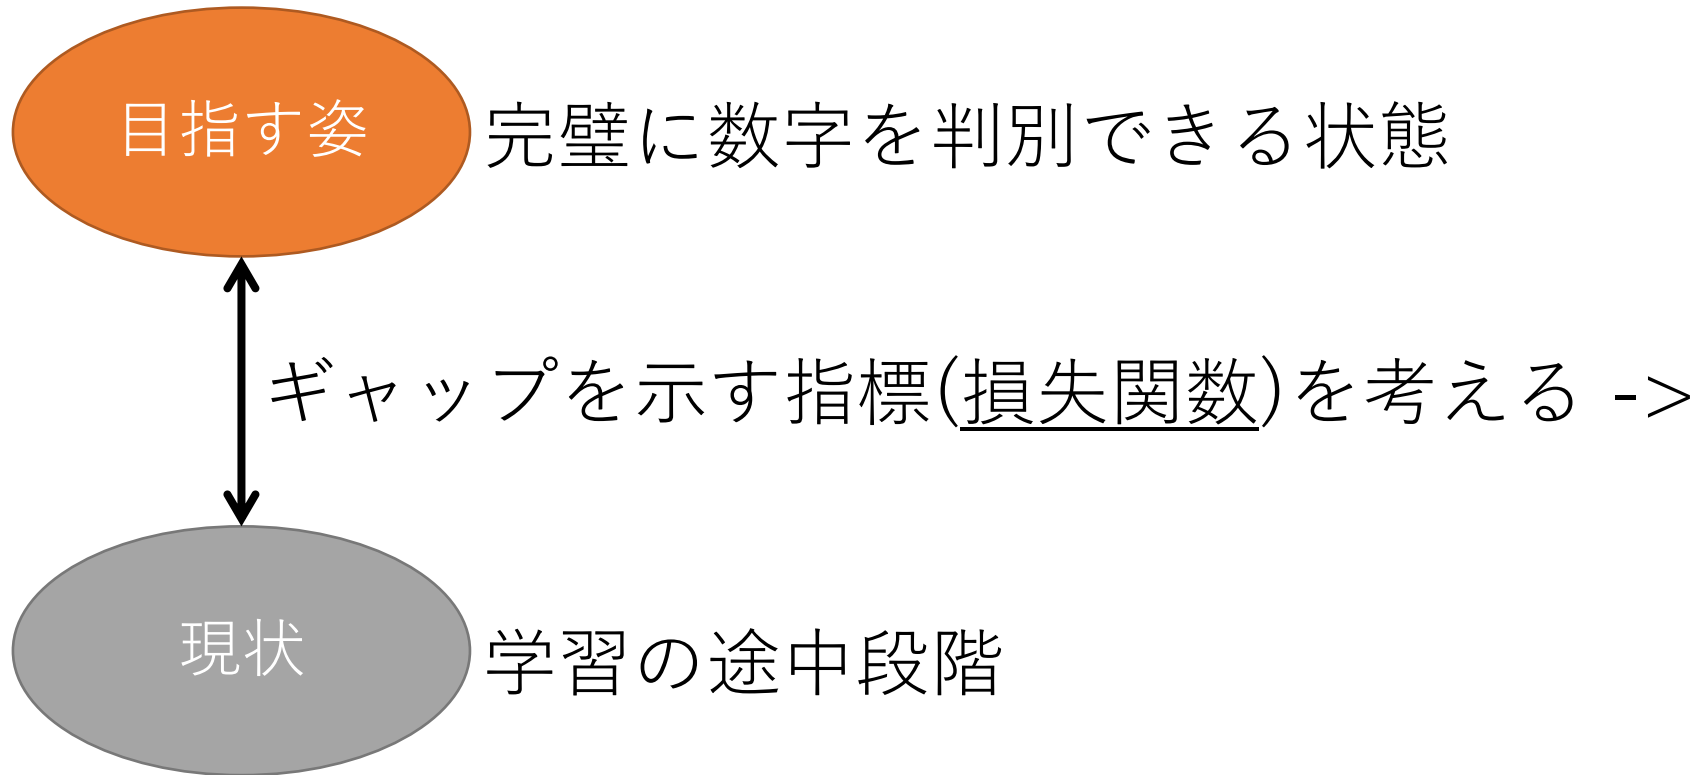 目指す姿
完璧に数字を判別できる状態
ギャップを示す指標(損失関数)を考える ->
現状
学習の途中段階